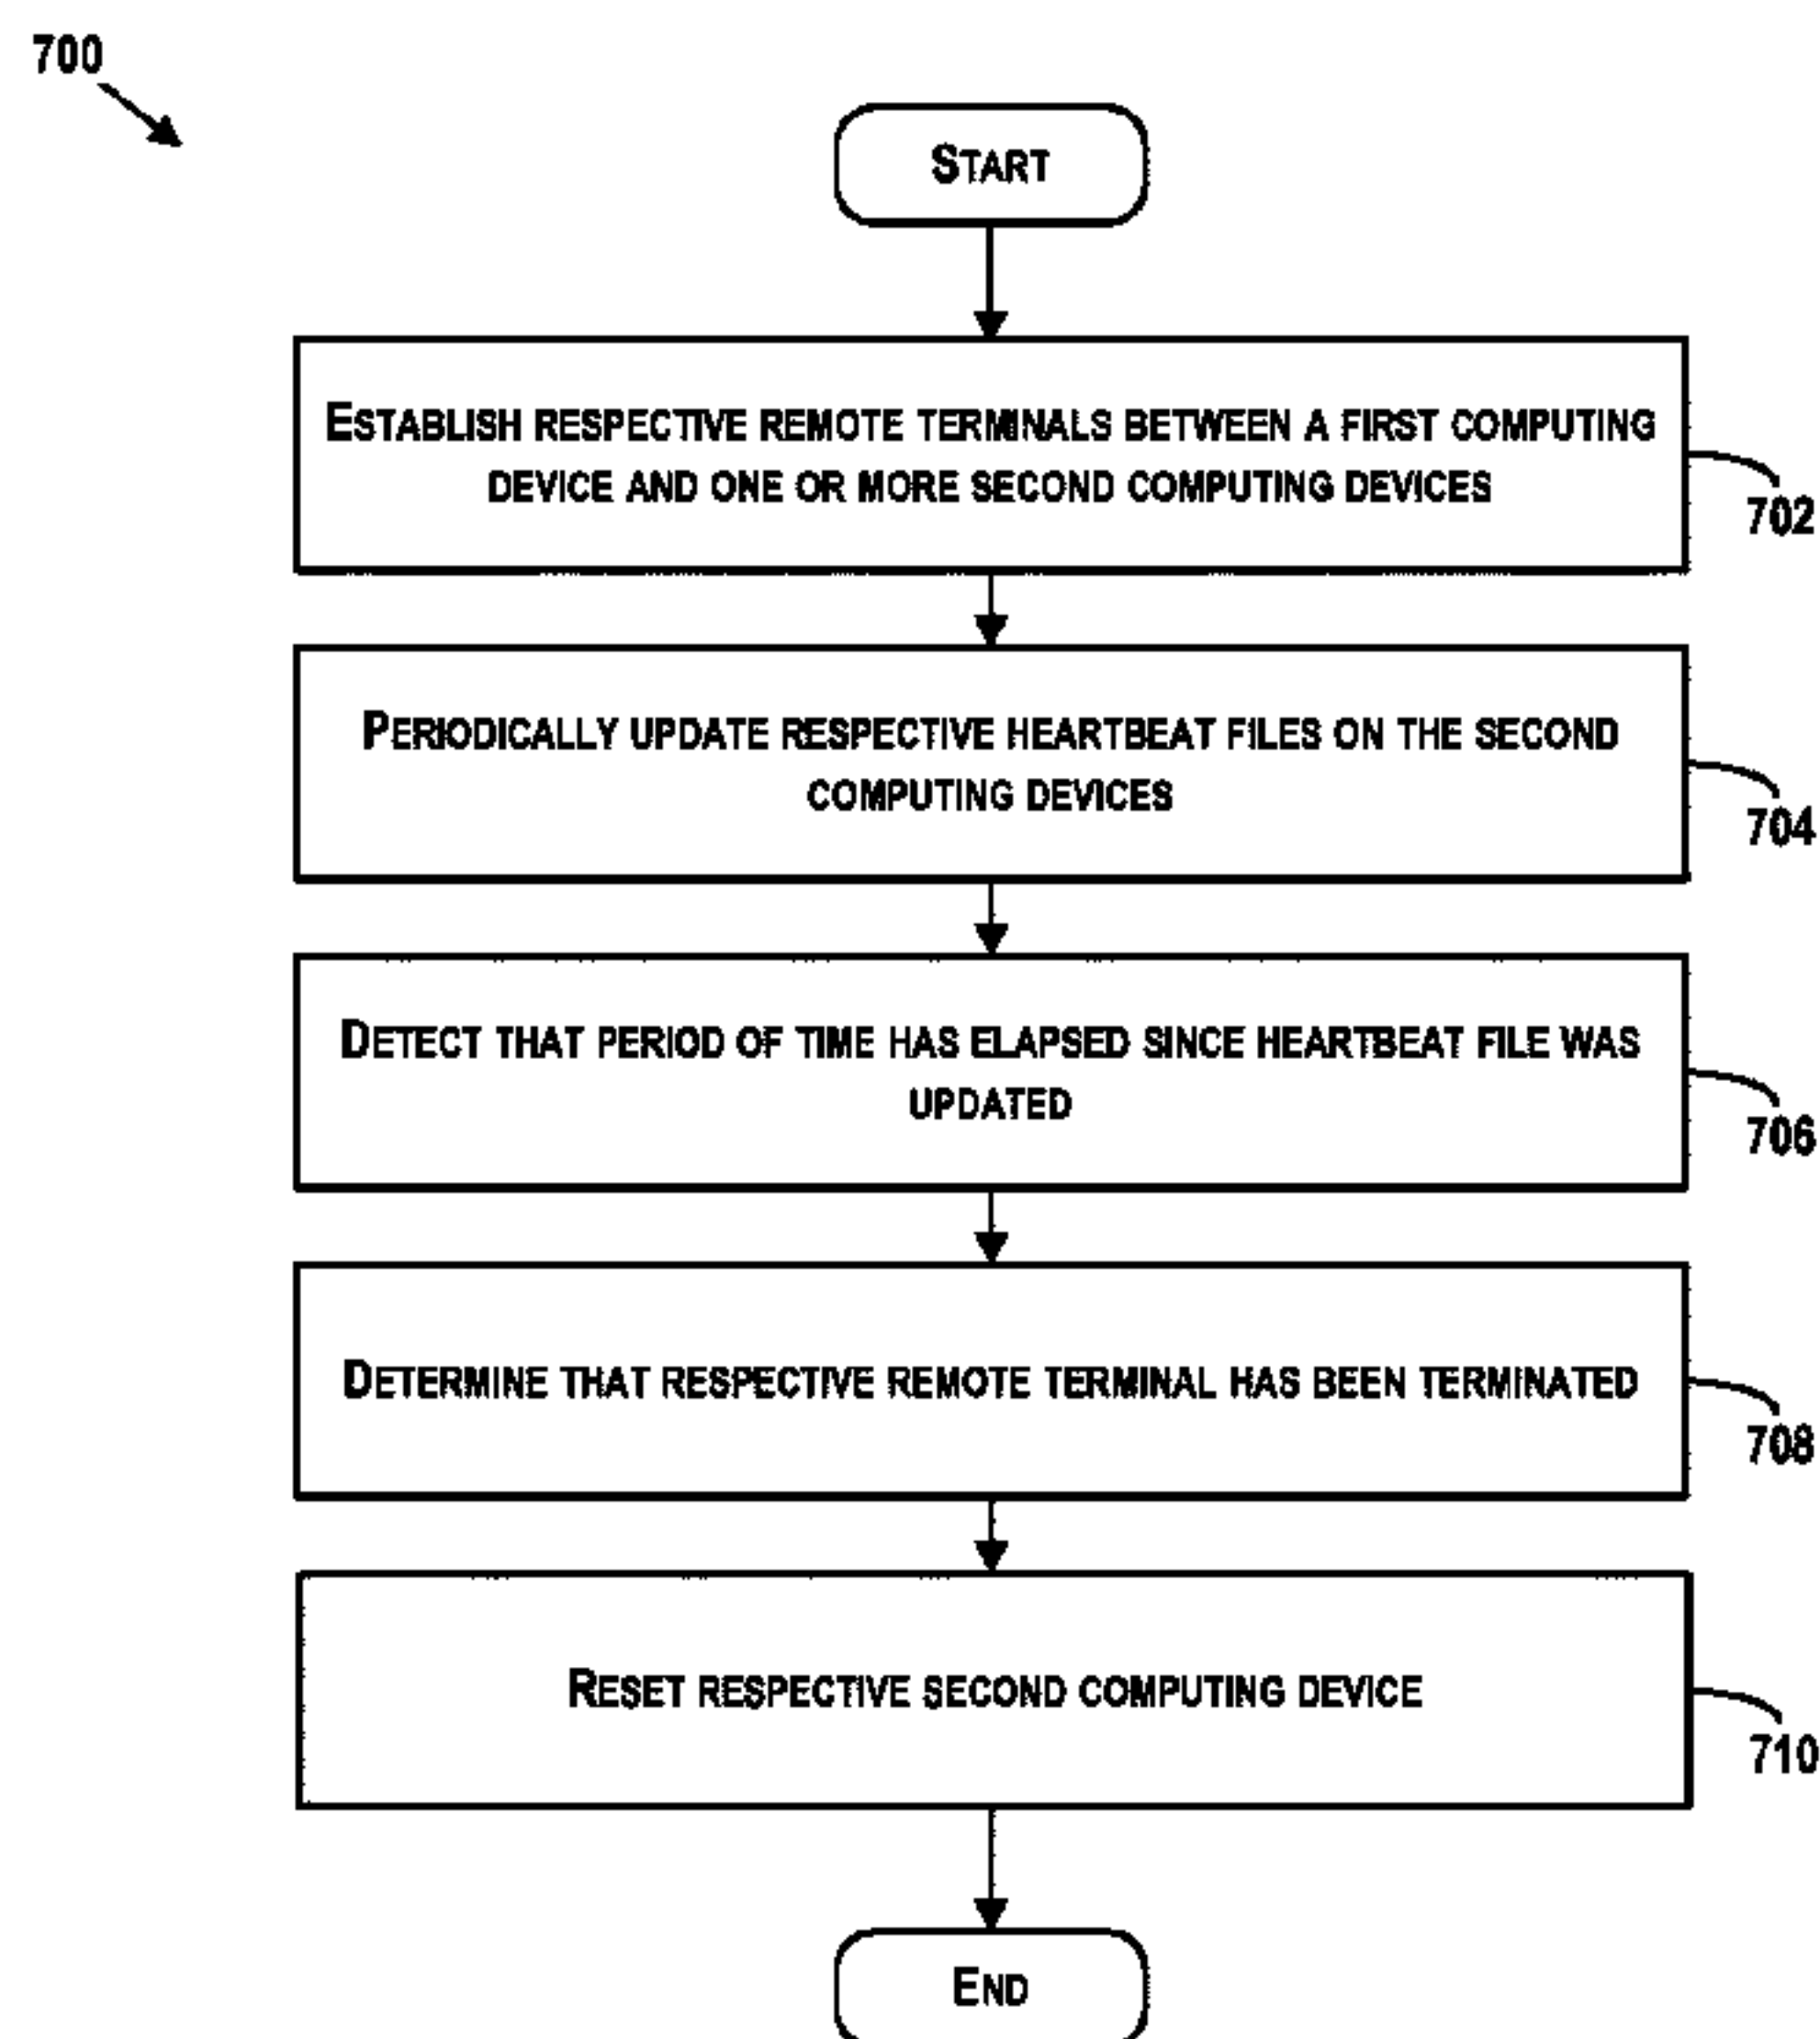 700
START
ESTABLISH RESPECTIVE REMOTE TERMINALS BETWEEN A FIRST COMPUTING
DEVICE AND ONE OR MORE SECOND COMPUTING DEVICES
702
PERIODICALLY UPDATE RESPECTIVE HEARTBEAT FILES ON THE SECOND
COMPUTING DEVICES
704
DETECT THAT PERIOD OF TIME HAS ELAPSED SINCE HEARTBEAT FILE WAS
UPDATED
706
DETERMINE THAT RESPECTIVE REMOTE TERMINAL HAS BEEN TERMINATED
708
RESET RESPECTIVE SECOND COMPUTING DEVICE
710
END